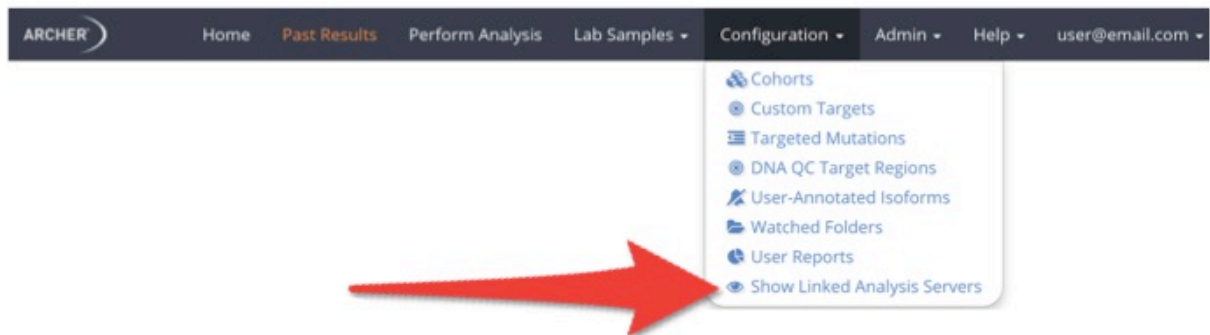 ARCHER Home Past Results Perform Analysis Lab Samples Configuration Admin Help user@email.com
Cohorts
Custom Targets
Targeted Mutations
DNA QC Target Regions
User-Annotated Isoforms
Watched Folders
User Reports
Show Linked Analysis Servers